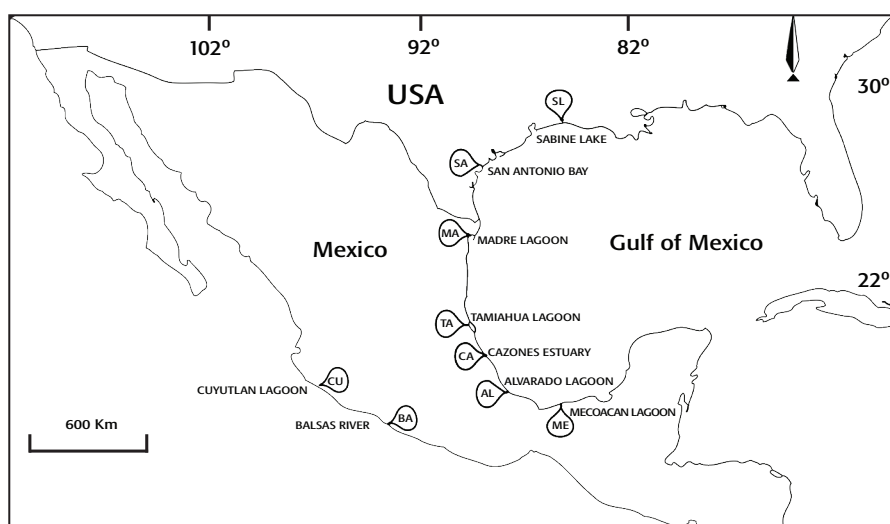 102º 92º 82º
USA
30º
SL
SABINE LAKE
SA
SAN ANTONIO BAY
MA
MADRE LAGOON
Mexico
Gulf of Mexico
22º
TA
TAMIAHUA LAGOON
CA
CAZONES ESTUARY
CU
CUYUTLAN LAGOON
AL
ALVARADO LAGOON
BA
BALSAS RIVER
MECOACAN LAGOON
ME
600 Km